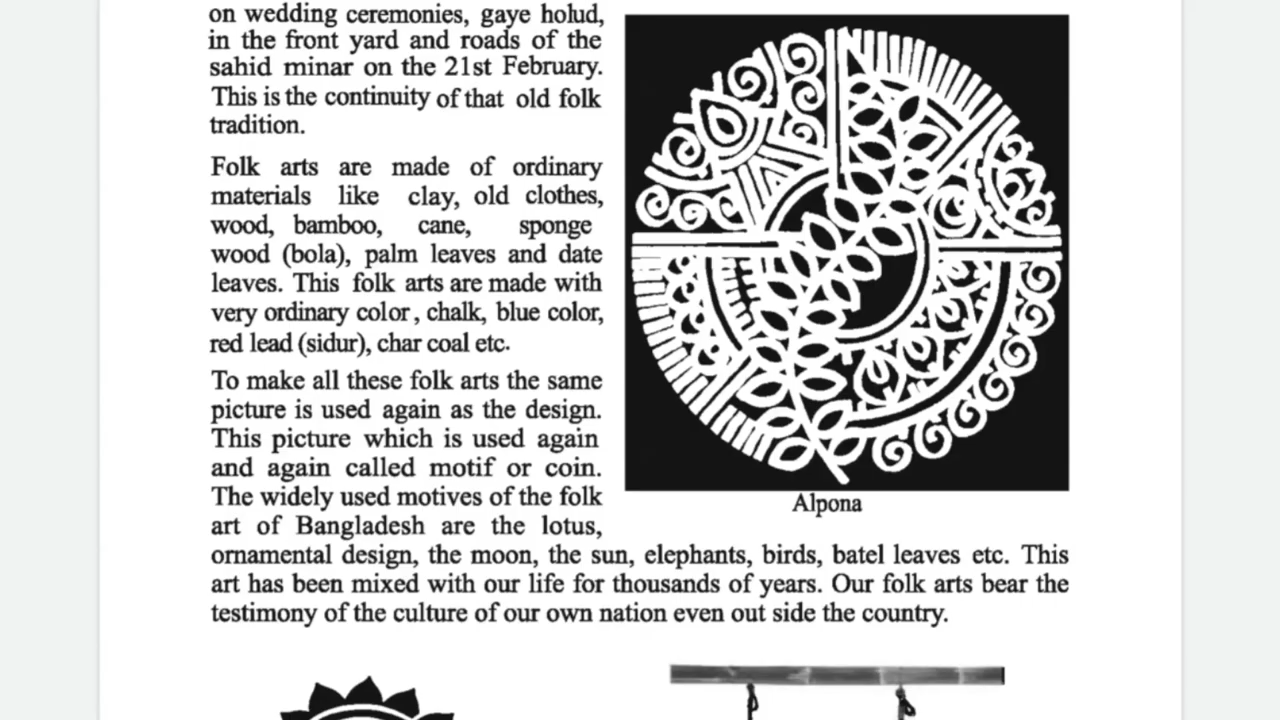 on wedding ceremonies, gaye holud,
in the front yard and roads of the
sahid minar on the 21st February.
This is the continuity of that old folk
tradition.
Folk arts are made of ordinary
materials like clay, old clothes,
wood, bamboo, cane, sponge
wood (bola), palm leaves and date
leaves. This folk arts are made with
very ordinary color, chalk, blue color,
red lead (sidur), char coal etc.
To make all these folk arts the same
picture is used again as the design.
This picture which is used again
and again called motif or coin.
The widely used motives of the folk
art of Bangladesh are the lotus,
ornamental design, the moon, the sun, elephants, birds, batel leaves etc. This
art has been mixed with our life for thousands of years. Our folk arts bear the
testimony of the culture of our own nation even out side the country.
Alpona